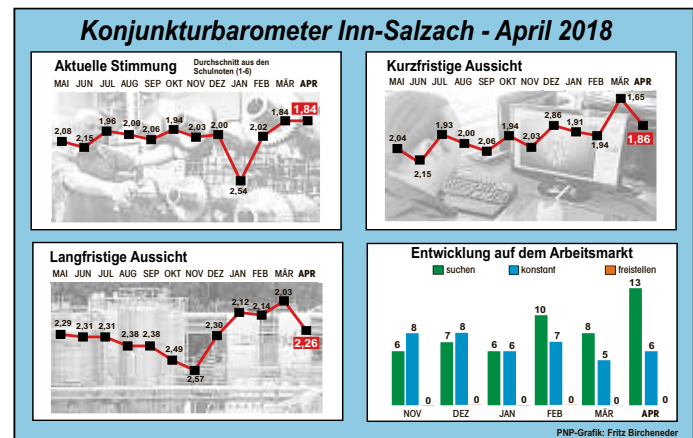 Konjunkturbarometer Inn-Salzach - April 2018
Aktuelle Stimmung
Durchschnitt aus den
Schulnoten (1-6)
MAI JUN JUL AUG SEP OKT NOV DEZ JAN FEB MÄR APR
2,08 2,15 1,96 2,00 2,06 1,94 2,03 2,00 2,54 2,02 1,84 1,84
Kurzfristige Aussicht
MAI JUN JUL AUG SEP OKT NOV DEZ JAN FEB MÄR APR
2,04 2,15 1,93 2,00 2,06 1,94 2,03 2,86 1,91 1,94 1,65 1,86
Langfristige Aussicht
MAI JUN JUL AUG SEP OKT NOV DEZ JAN FEB MÄR APR
2,29 2,31 2,31 2,38 2,38 2,49 2,57 2,30 2,12 2,14 2,03 2,26
Entwicklung auf dem Arbeitsmarkt
suchen konstant freistellen
6 8 0 7 8 0 6 6 0 10 7 0 8 5 0 13 6 0
NOV DEZ JAN FEB MÄR APR
PNP-Grafik: Fritz Bircheneder